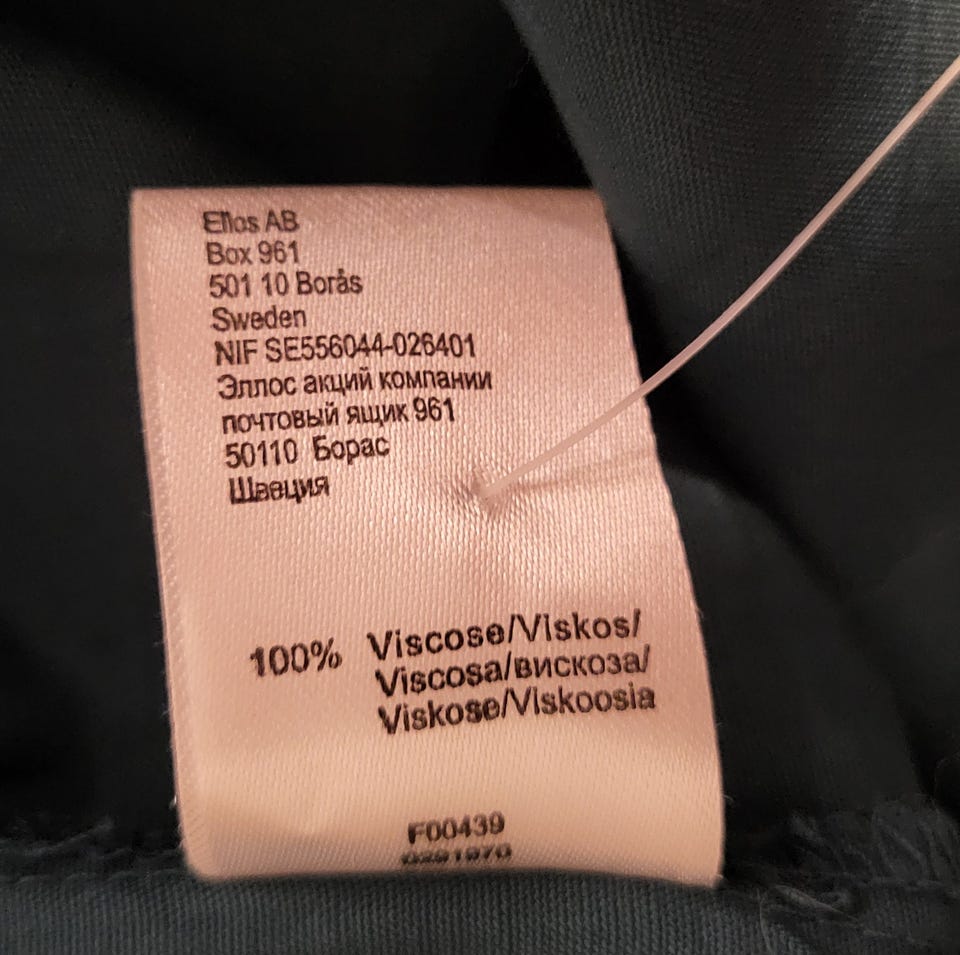 Ellos AB
Box 961
501 10 Borås
Sweden
NIF SE556044-026401
Эллос акций компании
почтовый ящик 961
50110 Борас
Швеция
100% Viscose/Viskos/
Viscosa/вискоза/
Viskose/Viskoosia
F00439